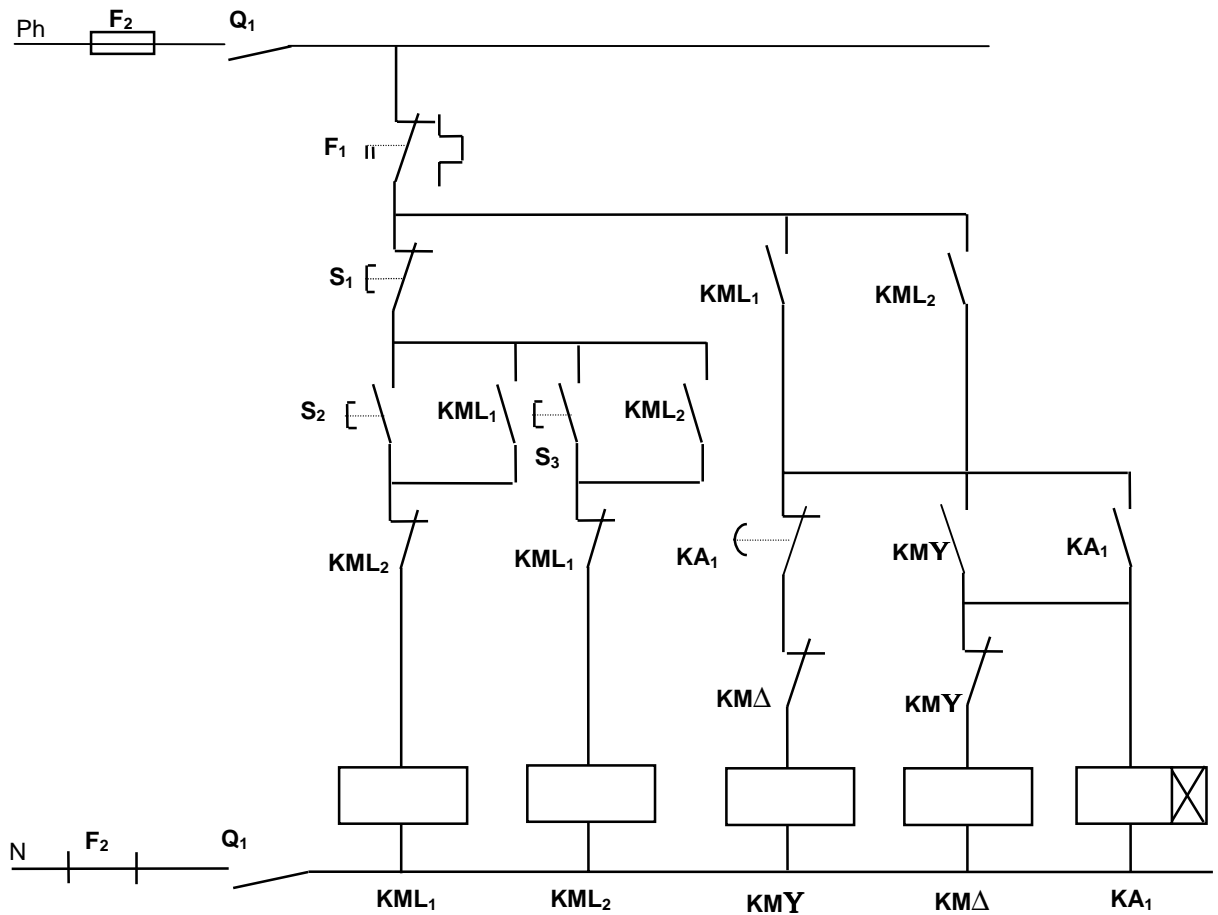 Ph F₂ Q₁
F₁
S₁ KML₁ KML₂
S₂ KML₁ S₃ KML₂
KML₂ KML₁ KA₁ KMY KA₁
KMΔ KMY
N F₂ Q₁
KML₁ KML₂ KMY KMΔ KA₁